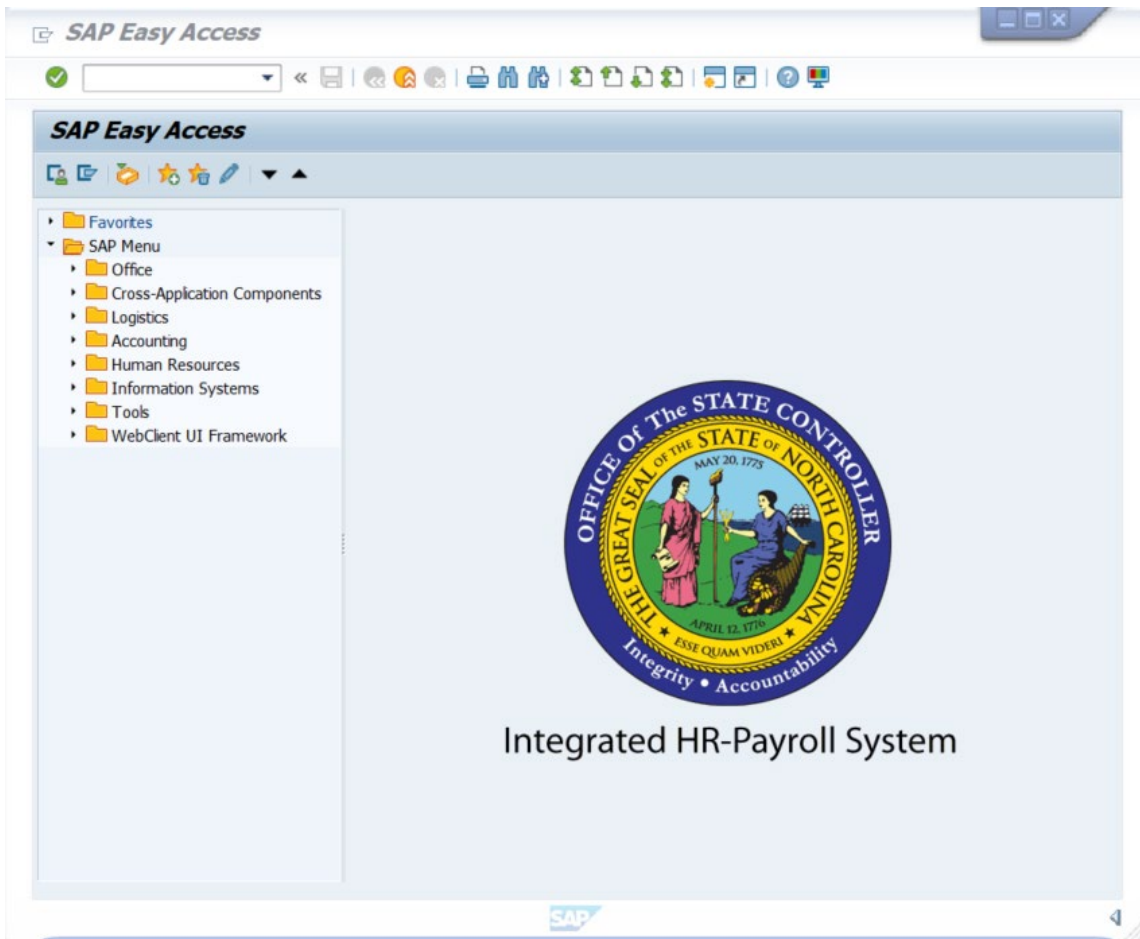 SAP Easy Access
SAP Easy Access
Favorites
SAP Menu
Office
Cross-Application Components
Logistics
Accounting
Human Resources
Information Systems
Tools
WebClient UI Framework
OFFICE Of The STATE CONTROLLER
THE GREAT SEAL OF THE STATE OF NORTH CAROLINA
MAY 20, 1775
APRIL 12, 1776
ESSE QUAM VIDERI
Integrity • Accountability
Integrated HR-Payroll System
SAP